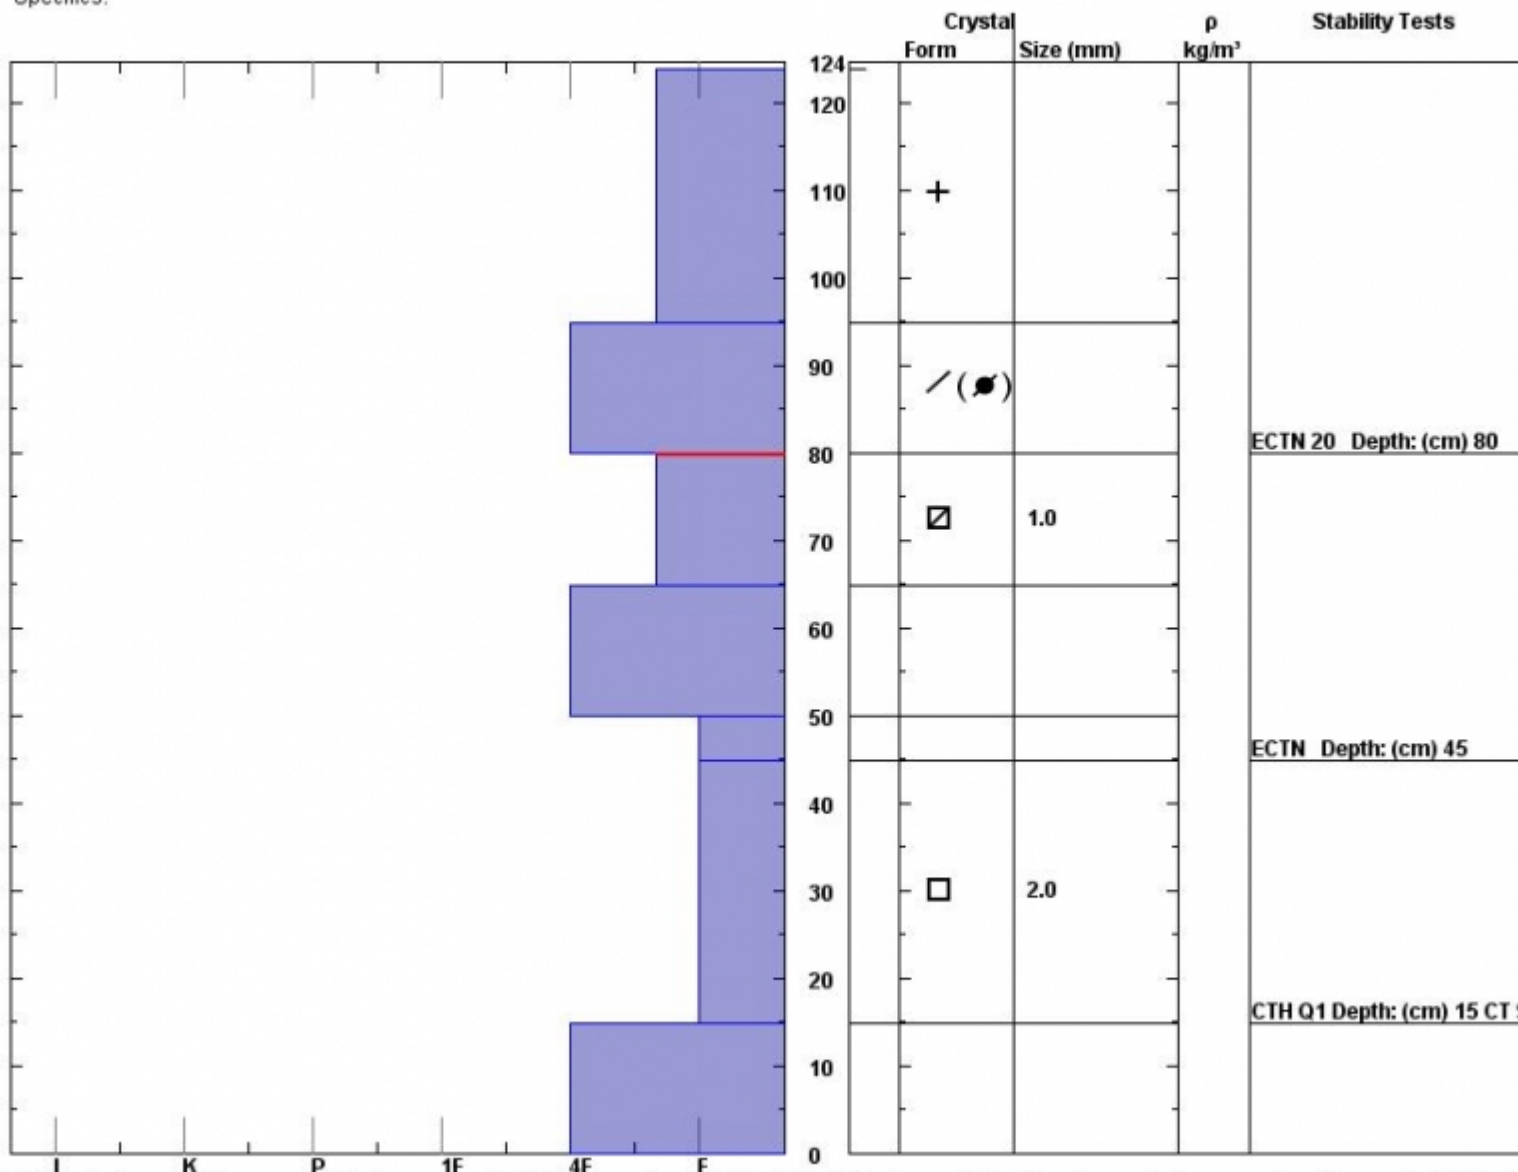 Crystal ρ Stability Tests
Form Size (mm) kg/m³
124
120
110
+
100
90
/ ( )
ECTN 20 Depth: (cm) 80
80
1.0
70
60
50
ECTN Depth: (cm) 45
40
30
2.0
20
CTH Q1 Depth: (cm) 15 CT
10
0
I K P 1F 4F F